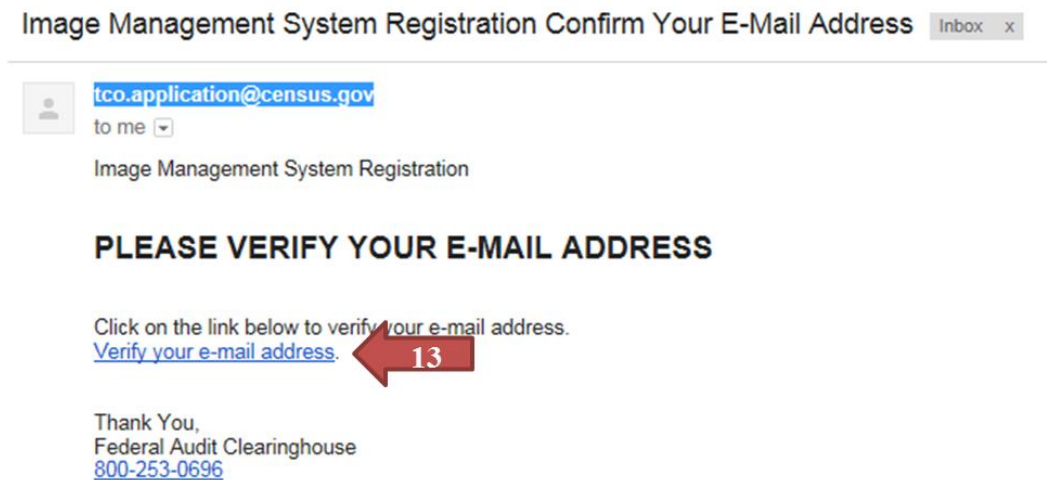 Image Management System Registration Confirm Your E-Mail Address Inbox x
tco.application@census.gov
to me
Image Management System Registration
PLEASE VERIFY YOUR E-MAIL ADDRESS
Click on the link below to verify your e-mail address.
Verify your e-mail address. 13
Thank You,
Federal Audit Clearinghouse
800-253-0696